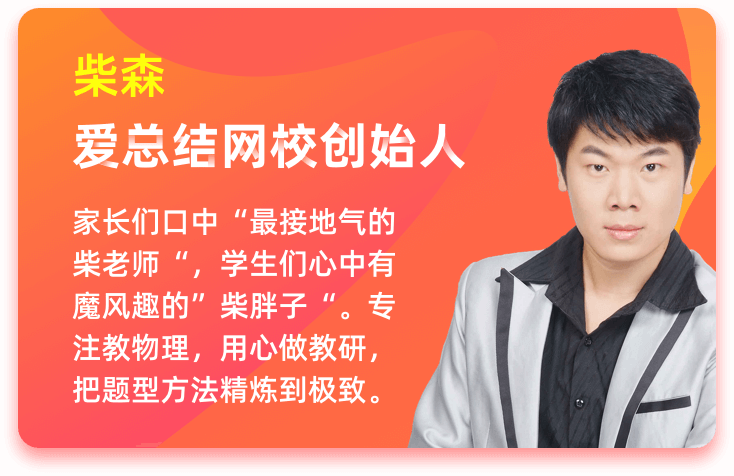 柴森
爱总结网校创始人
家长们口中“最接地气的
柴老师“，学生们心中有
魔风趣的”柴胖子“。专
注教物理，用心做教研，
把题型方法精炼到极致。